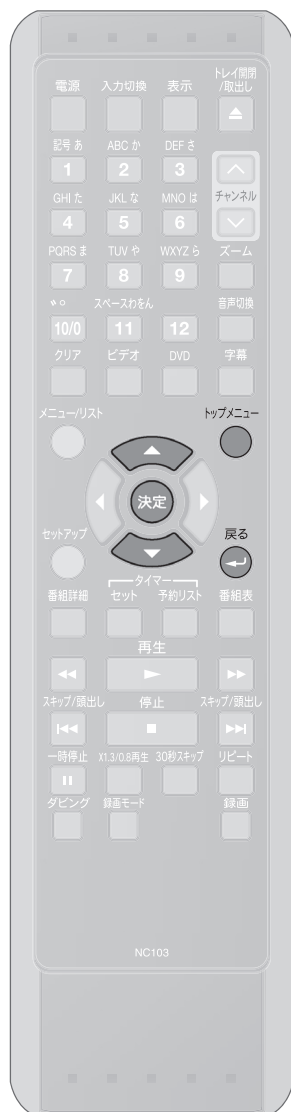 電源 入力切換 表示 トレイ開閉/取出し
記号 あ ABC か DEF さ
1 2 3
GHI た JKL な MNO は チャンネル
4 5 6
PQRS ま TUV や WXYZ ら ズーム
7 8 9
゛゜ スペースわをん 音声切換
10/0 11 12
クリア ビデオ DVD 字幕
メニュー/リスト トップメニュー
決定
セットアップ 戻る
タイマー
番組詳細 セット 予約リスト 番組表
再生
スキップ/頭出し 停止 スキップ/頭出し
一時停止 X1.3/0.8再生 30秒スキップ リピート
ダビング 録画モード 録画
NC103